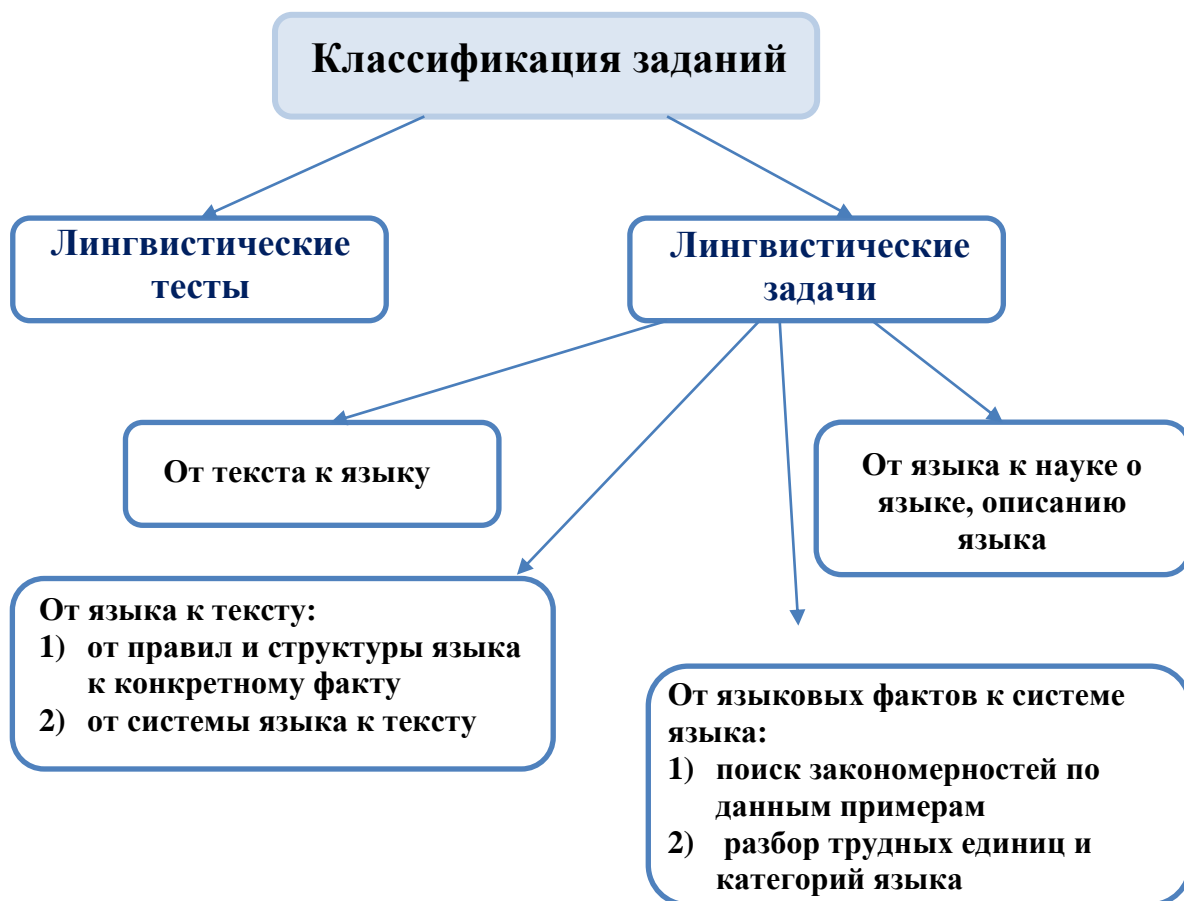 Классификация заданий
Лингвистические
тесты
Лингвистические
задачи
От текста к языку
От языка к науке о
языке, описанию
языка
От языка к тексту:
1) от правил и структуры языка
к конкретному факту
2) от системы языка к тексту
От языковых фактов к системе
языка:
1) поиск закономерностей по
данным примерам
2) разбор трудных единиц и
категорий языка